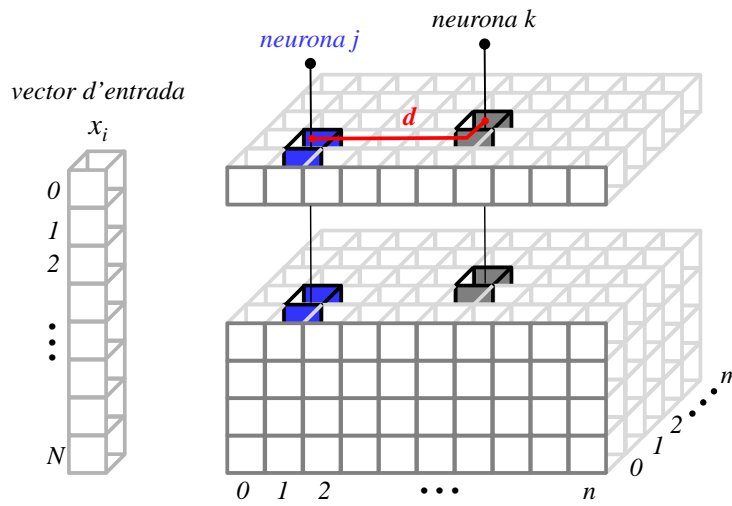 neurona k
neurona j
vector d'entrada
x_i
d
0
1
2
N
n
2
1
0
0 1 2 n